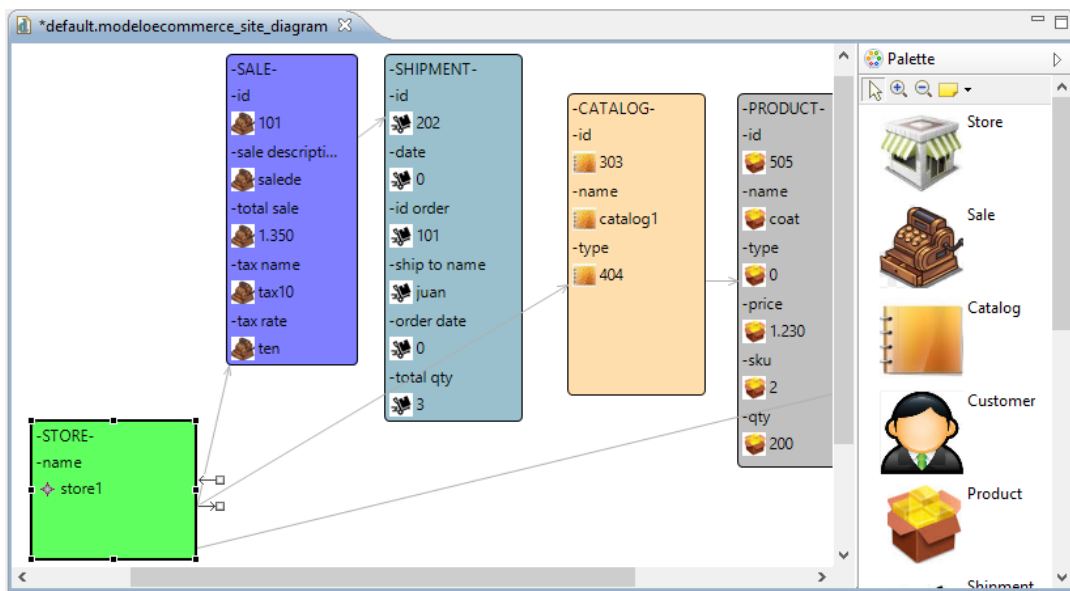 *default.modeloecommerce_site_diagram
-SALE-
-id
101
-sale descripti...
salede
-total sale
1.350
-tax name
tax10
-tax rate
ten
-SHIPMENT-
-id
202
-date
0
-id order
101
-ship to name
juan
-order date
0
-total qty
3
-CATALOG-
-id
303
-name
catalog1
-type
404
-PRODUCT-
-id
505
-name
coat
-type
0
-price
1.230
-sku
2
-qty
200
-STORE-
-name
store1
Palette
Store
Sale
Catalog
Customer
Product
Shipment